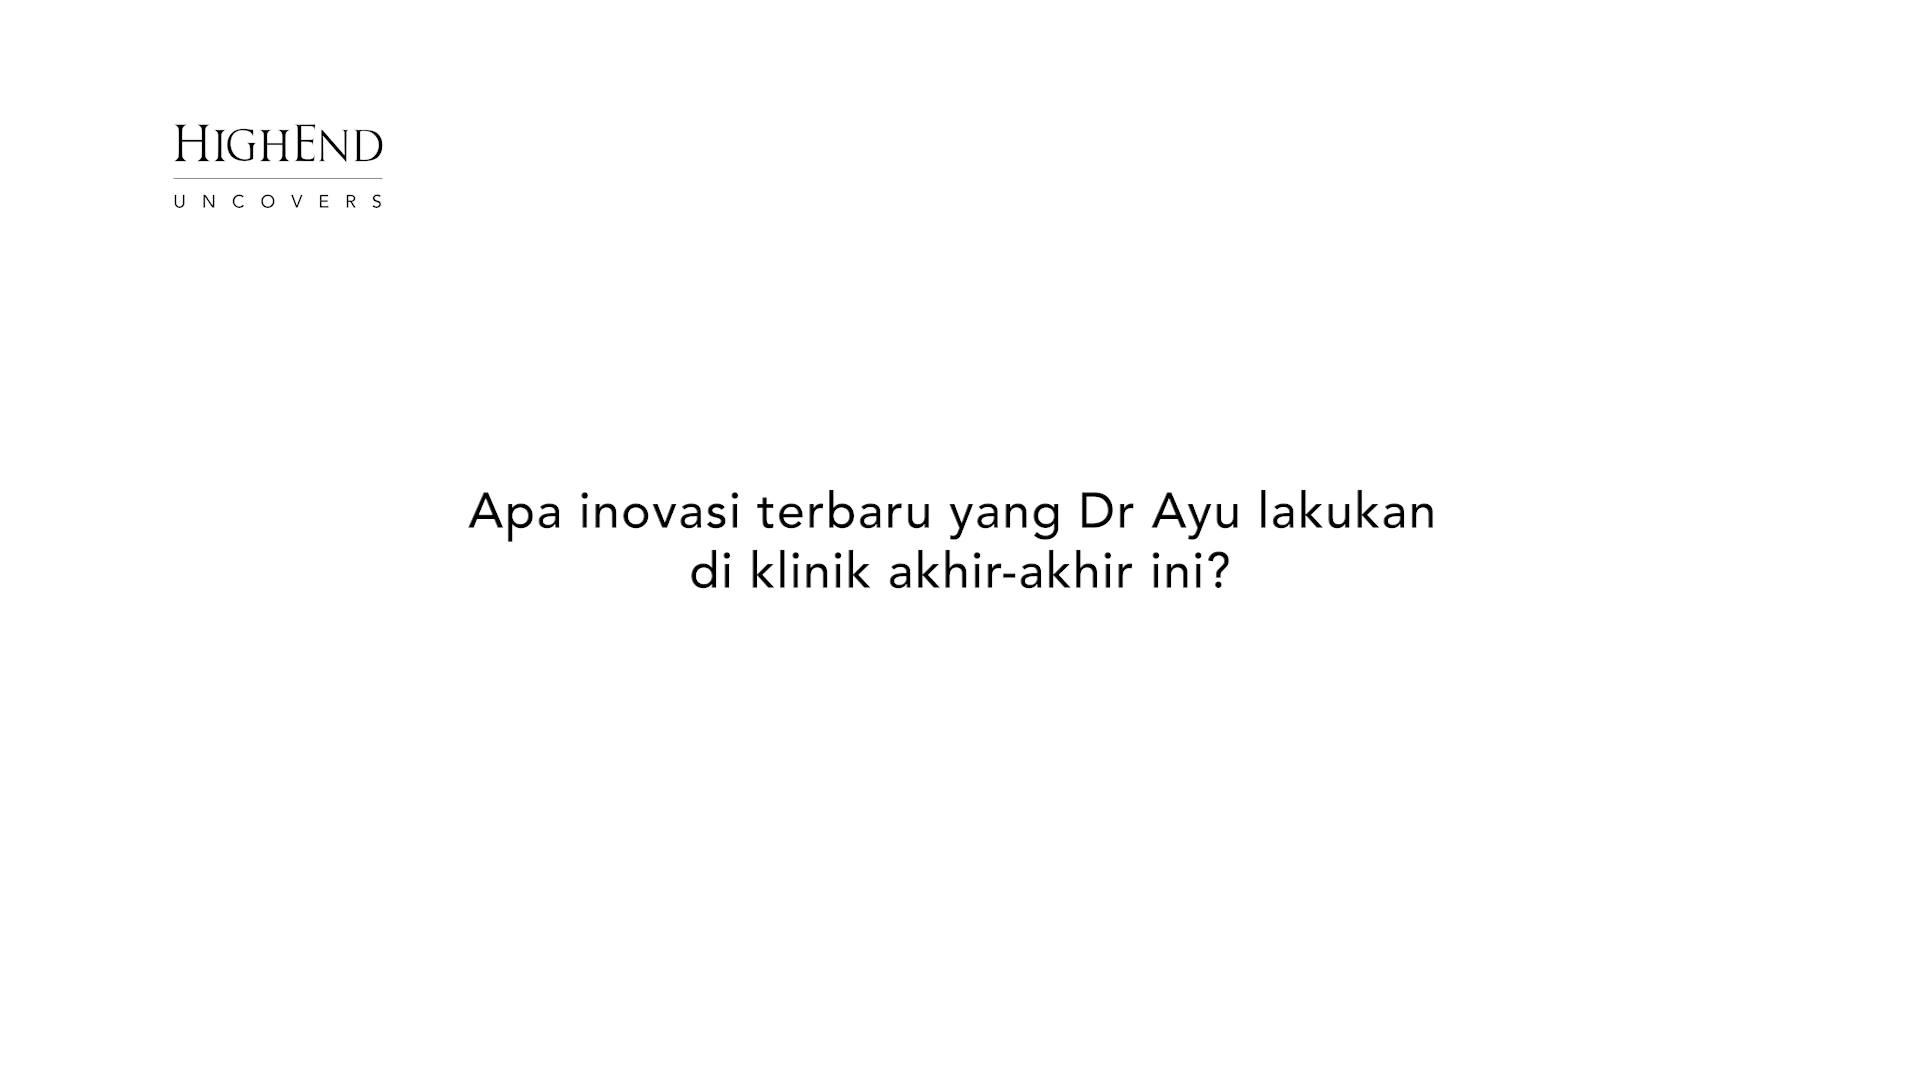 HIGHEND
UNCOVERS
Apa inovasi terbaru yang Dr Ayu lakukan
di klinik akhir-akhir ini?